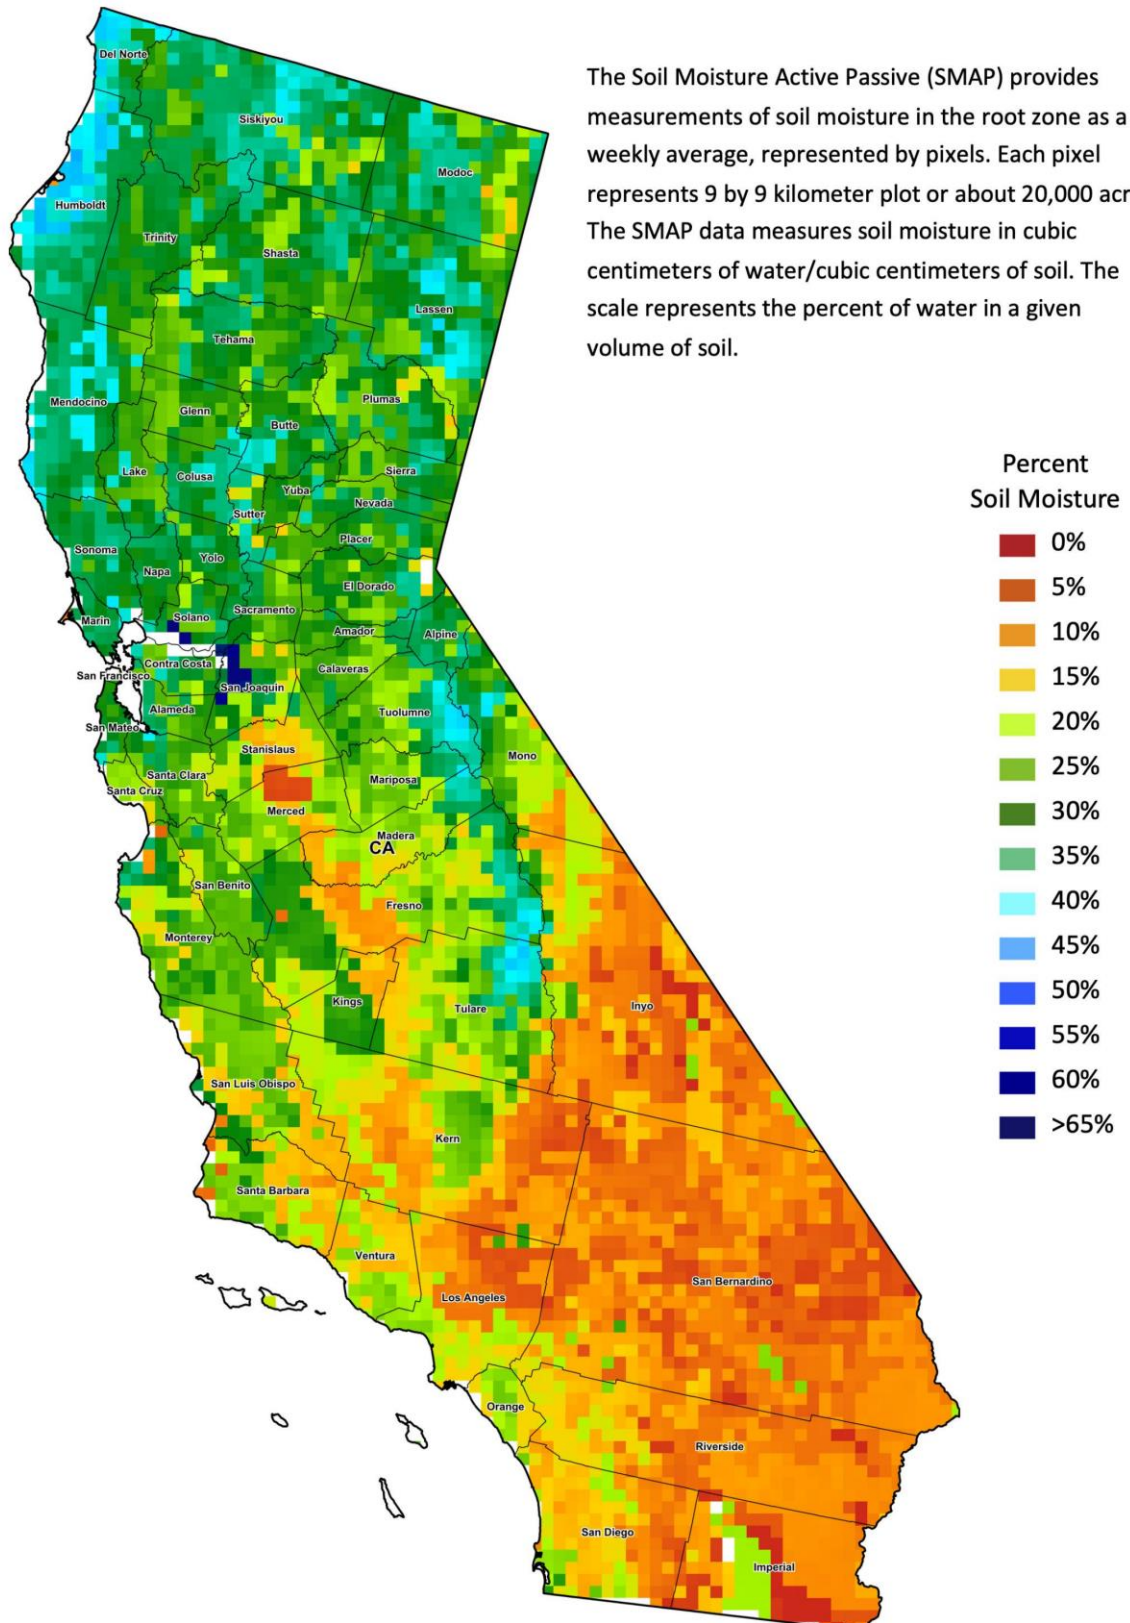 The Soil Moisture Active Passive (SMAP) provides
measurements of soil moisture in the root zone as a
weekly average, represented by pixels. Each pixel
represents 9 by 9 kilometer plot or about 20,000 acr
The SMAP data measures soil moisture in cubic
centimeters of water/cubic centimeters of soil. The
scale represents the percent of water in a given
volume of soil.
Percent
Soil Moisture
0%
5%
10%
15%
20%
25%
30%
35%
40%
45%
50%
55%
60%
>65%
Del Norte
Siskiyou
Modoc
Humboldt
Trinity
Shasta
Lassen
Tehama
Plumas
Mendocino
Glenn
Butte
Lake
Colusa
Sierra
Yuba
Nevada
Sutter
Placer
Sonoma
Napa
Yolo
El Dorado
Marin
Solano
Sacramento
Amador
Alpine
Contra Costa
Calaveras
San Francisco
San Joaquin
Alameda
Tuolumne
San Mateo
Stanislaus
Mono
Santa Clara
Mariposa
Santa Cruz
Merced
Madera
CA
San Benito
Fresno
Monterey
Kings
Tulare
Inyo
San Luis Obispo
Kern
Santa Barbara
Ventura
San Bernardino
Los Angeles
Orange
Riverside
San Diego
Imperial